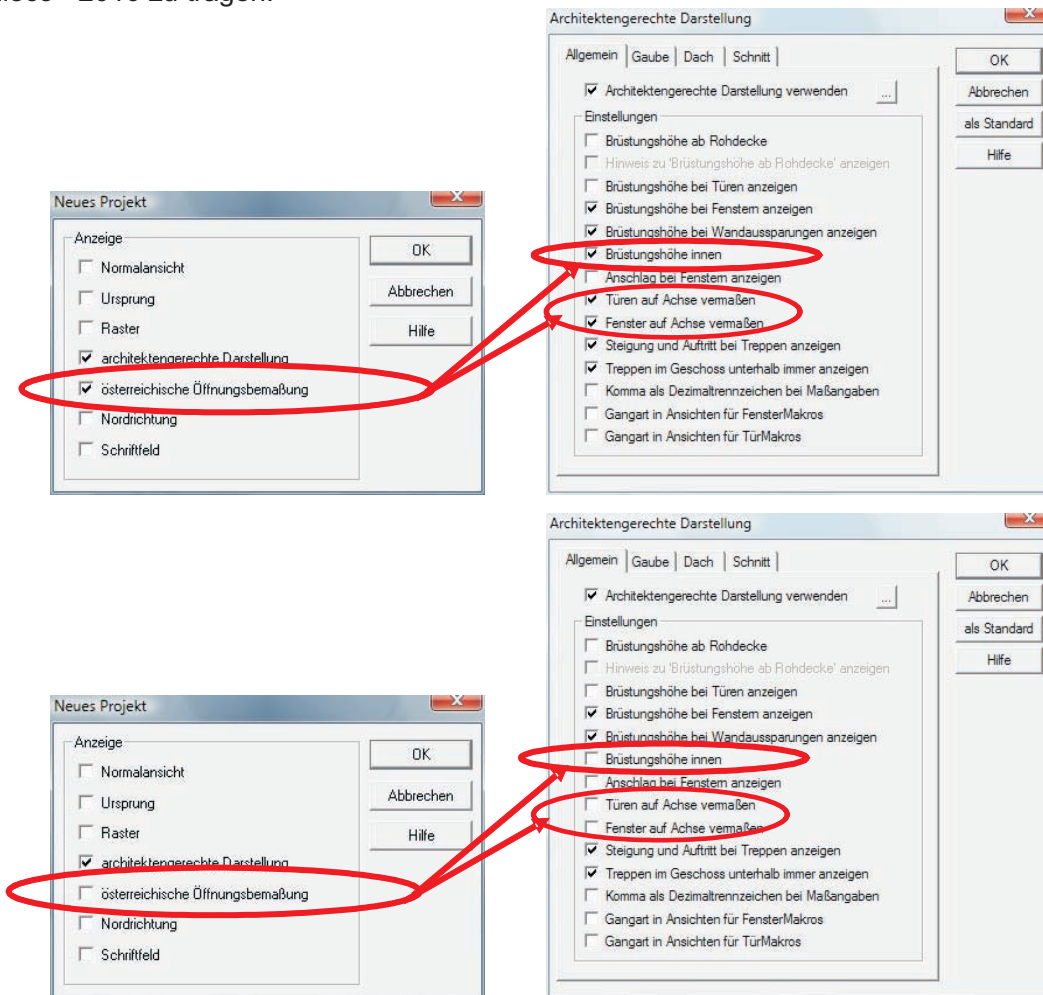 2010 zu tragen.
Architektengerechte Darstellung
Allgemein Gaube Dach Schnitt
OK
Architektengerechte Darstellung verwenden ...
Abbrechen
Einstellungen
als Standard
Brüstungshöhe ab Rohdecke
Hilfe
Hinweis zu 'Brüstungshöhe ab Rohdecke' anzeigen
Brüstungshöhe bei Türen anzeigen
Brüstungshöhe bei Fenstern anzeigen
Brüstungshöhe bei Wandaussparungen anzeigen
Brüstungshöhe innen
Anschlag bei Fenstern anzeigen
Türen auf Achse vermaßen
Fenster auf Achse vermaßen
Steigung und Auftritt bei Treppen anzeigen
Treppen im Geschoss unterhalb immer anzeigen
Komma als Dezimaltrennzeichen bei Maßangaben
Gangart in Ansichten für FensterMakros
Gangart in Ansichten für TürMakros
Neues Projekt
Anzeige
OK
Normalansicht
Abbrechen
Ursprung
Raster
Hilfe
architektengerechte Darstellung
österreichische Öffnungsbemaßung
Nordrichtung
Schriftfeld
Architektengerechte Darstellung
Allgemein Gaube Dach Schnitt
OK
Architektengerechte Darstellung verwenden ...
Abbrechen
Einstellungen
als Standard
Brüstungshöhe ab Rohdecke
Hilfe
Hinweis zu 'Brüstungshöhe ab Rohdecke' anzeigen
Brüstungshöhe bei Türen anzeigen
Brüstungshöhe bei Fenstern anzeigen
Brüstungshöhe bei Wandaussparungen anzeigen
Brüstungshöhe innen
Anschlag bei Fenstern anzeigen
Türen auf Achse vermaßen
Fenster auf Achse vermaßen
Steigung und Auftritt bei Treppen anzeigen
Treppen im Geschoss unterhalb immer anzeigen
Komma als Dezimaltrennzeichen bei Maßangaben
Gangart in Ansichten für FensterMakros
Gangart in Ansichten für TürMakros
Neues Projekt
Anzeige
OK
Normalansicht
Abbrechen
Ursprung
Raster
Hilfe
architektengerechte Darstellung
österreichische Öffnungsbemaßung
Nordrichtung
Schriftfeld